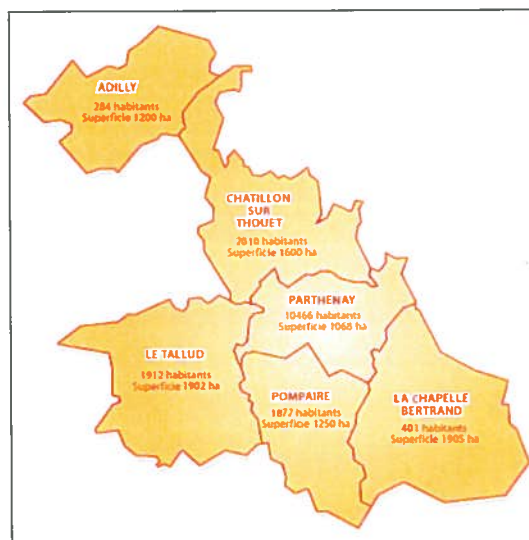 ADILLY
284 habitants
Superficie 1200 ha
CHATILLON
SUR
THOUET
2810 habitants
Superficie 1600 ha
PARTHENAY
10466 habitants
Superficie 1068 ha
LE TALLUD
1912 habitants
Superficie 1902 ha
POMPAIRE
1877 habitants
Superficie 1250 ha
LA CHAPELLE
BERTRAND
401 habitants
Superficie 1905 ha